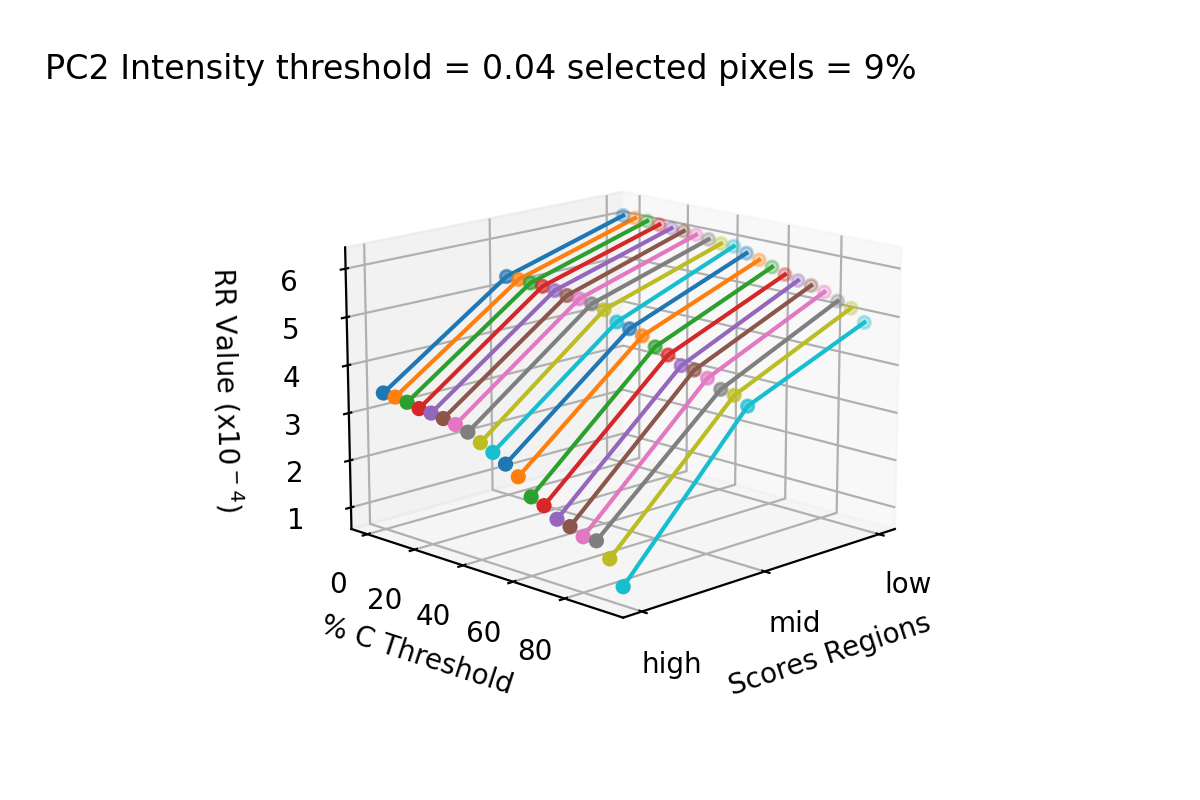 PC2 Intensity threshold = 0.04 selected pixels = 9%
RR Value (x10⁻⁴)
6
5
4
3
2
1
0
20
40
60
80
% C Threshold
high
mid
low
Scores Regions